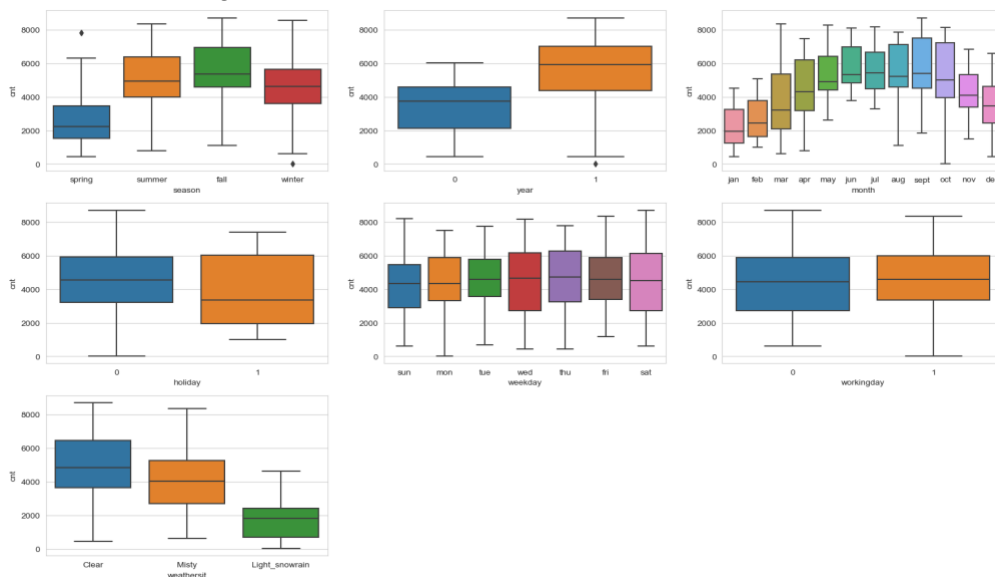 8000
6000
4000
2000
0
cnt
spring summer fall winter
season
8000
6000
4000
2000
0
cnt
0 1
year
8000
6000
4000
2000
0
cnt
jan feb mar apr may jun jul aug sept oct nov de
month
8000
6000
4000
2000
0
cnt
0 1
holiday
8000
6000
4000
2000
0
cnt
sun mon tue wed thu fri sat
weekday
8000
6000
4000
2000
0
cnt
0 1
workingday
8000
6000
4000
2000
0
cnt
Clear Misty Light_snowrain
weathersit